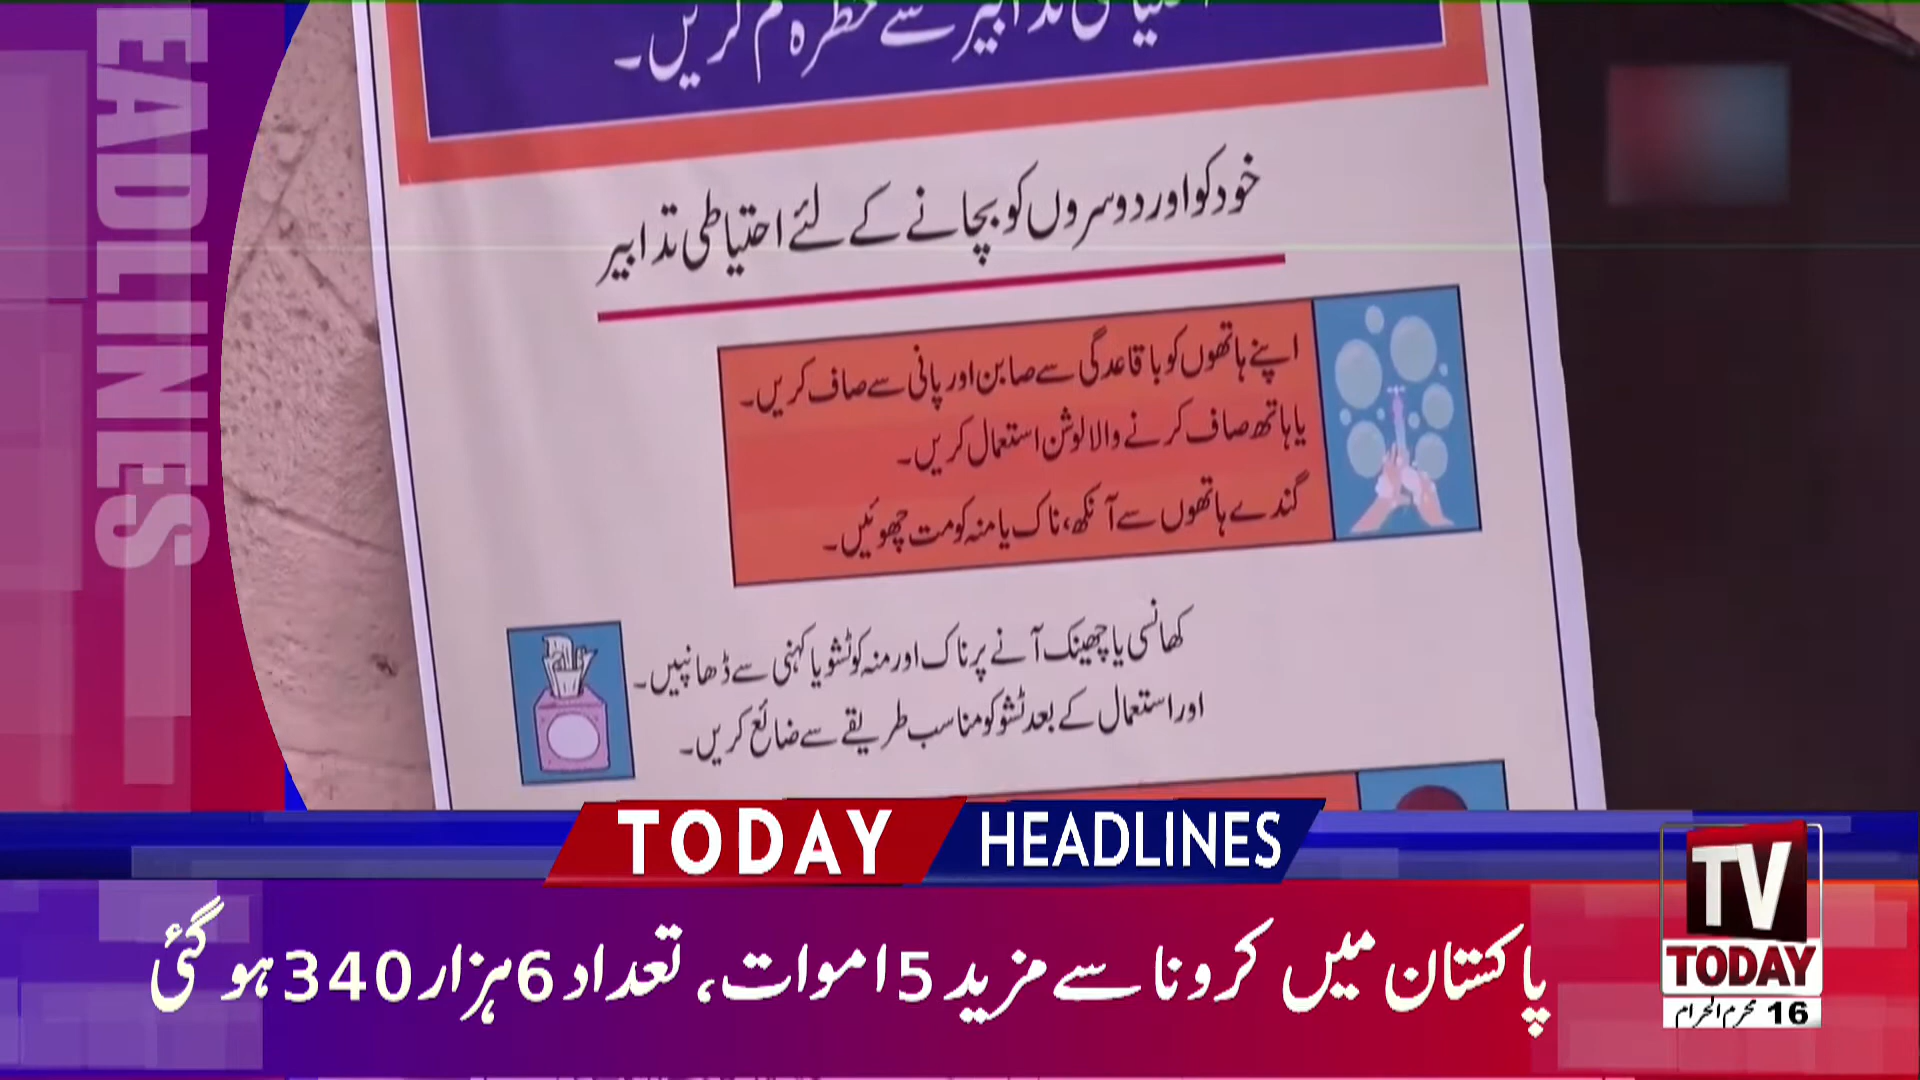 احتیاطی تدابیر سے خطرہ کم کریں۔
خود کو اور دوسروں کو بچانے کے لئے احتیاطی تدابیر
اپنے ہاتھوں کو باقاعدگی سے صابن اور پانی سے صاف کریں۔
یا ہاتھ صاف کرنے والا لوشن استعمال کریں۔
گندے ہاتھوں سے آنکھ، ناک یا منہ کو مت چھوئیں۔
کھانسی یا چھینک آنے پر ناک اور منہ کو ٹشو یا کہنی سے ڈھانپیں۔
اور استعمال کے بعد ٹشو کو مناسب طریقے سے ضائع کریں۔
EADLINES
TODAY HEADLINES
پاکستان میں کرونا سے مزید 5 اموات، تعداد 6 ہزار 340 ہو گئی
TV
TODAY
16 محرم الحرام